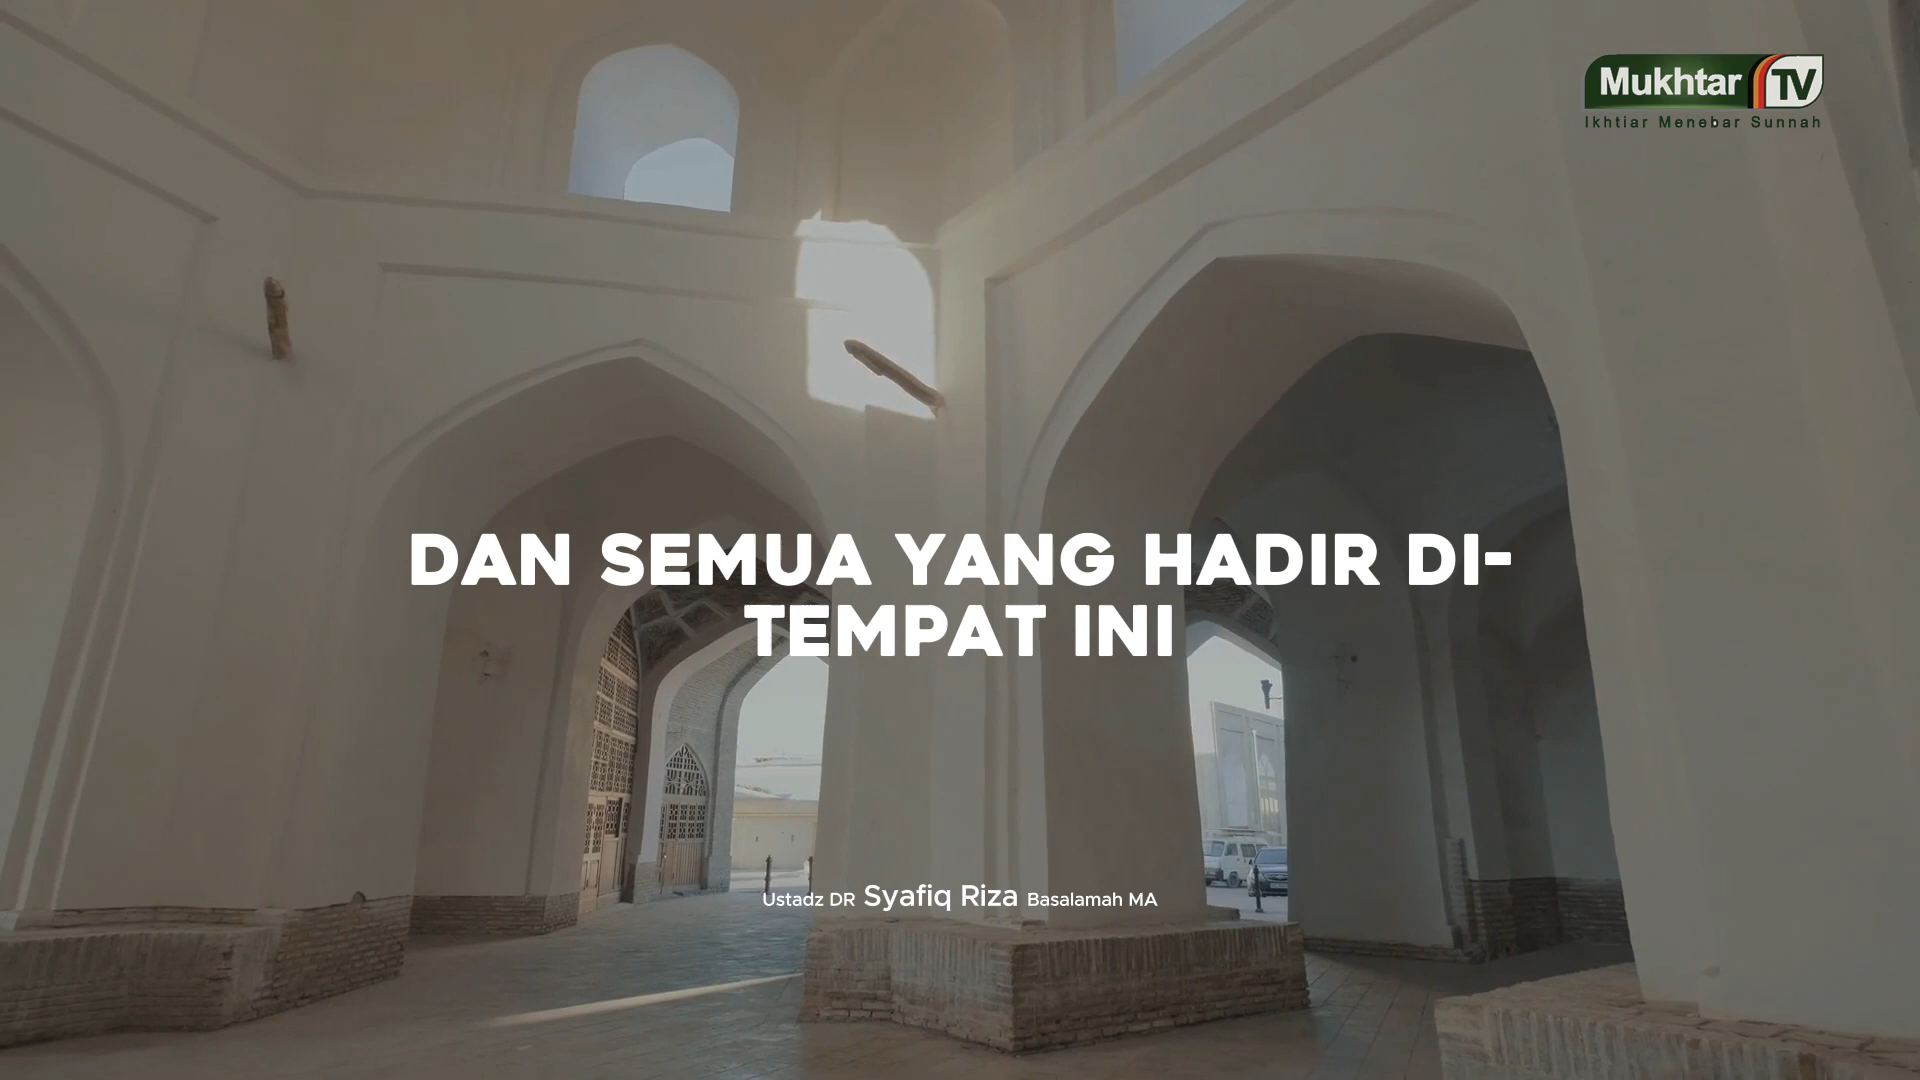 Mukhtar TV
Ikhtiar Menebar Sunnah
DAN SEMUA YANG HADIR DI-
TEMPAT INI
Ustadz DR Syafiq Riza Basalamah MA